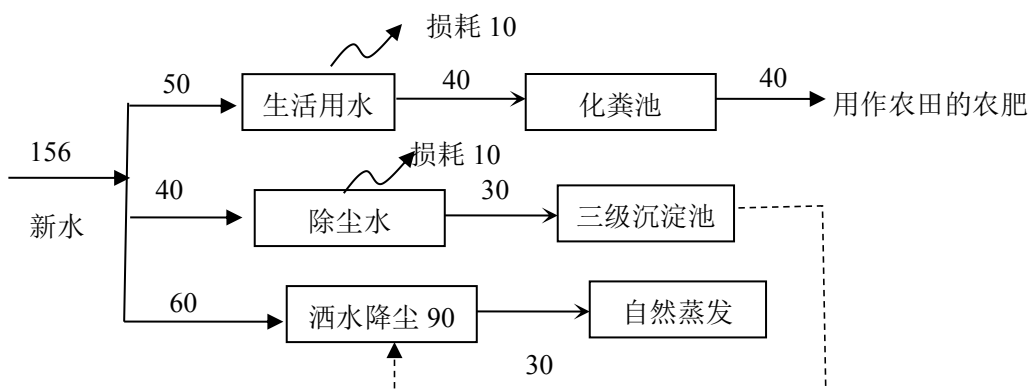 损耗 10
50
生活用水
40
化粪池
40
用作农田的农肥
156
新水
损耗 10
40
除尘水
30
三级沉淀池
60
洒水降尘 90
自然蒸发
30